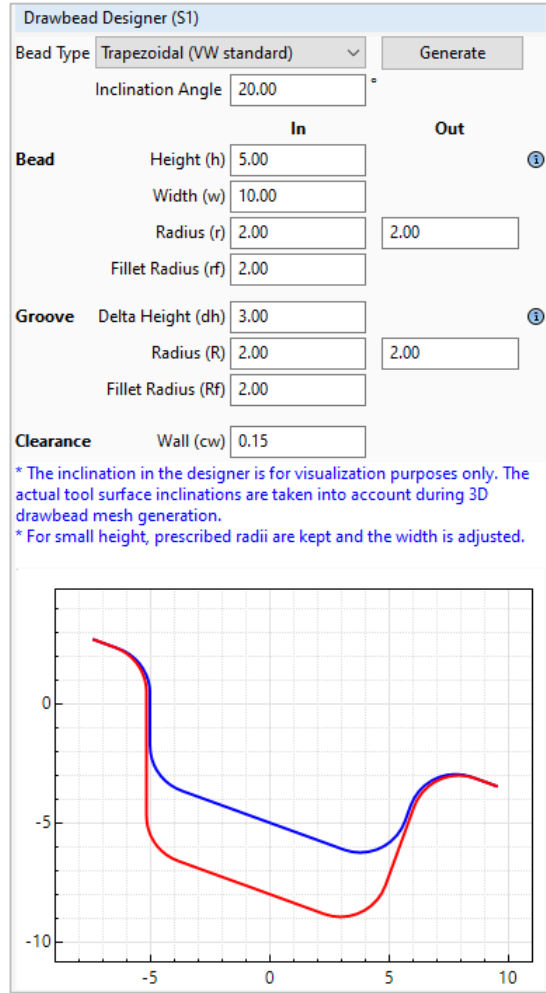 Drawbead Designer (S1)
Bead Type Trapezoidal (VW standard) Generate
Inclination Angle 20.00 °
In Out
Bead Height (h) 5.00
Width (w) 10.00
Radius (r) 2.00 2.00
Fillet Radius (rf) 2.00
Groove Delta Height (dh) 3.00
Radius (R) 2.00 2.00
Fillet Radius (Rf) 2.00
Clearance Wall (cw) 0.15
* The inclination in the designer is for visualization purposes only. The
actual tool surface inclinations are taken into account during 3D
drawbead mesh generation.
* For small height, prescribed radii are kept and the width is adjusted.
0
-5
-10
-5 0 5 10